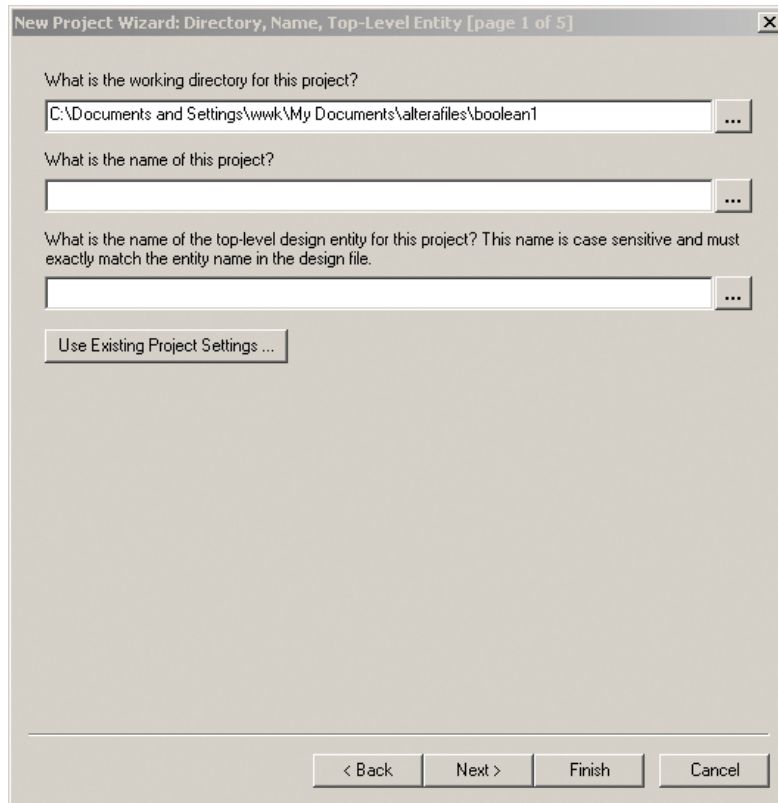 New Project Wizard: Directory, Name, Top-Level Entity [page 1 of 5]
What is the working directory for this project?
C:\Documents and Settings\wwk\My Documents\alterafiles\boolean1
...
What is the name of this project?
...
What is the name of the top-level design entity for this project? This name is case sensitive and must
exactly match the entity name in the design file.
...
Use Existing Project Settings ...
< Back Next > Finish Cancel